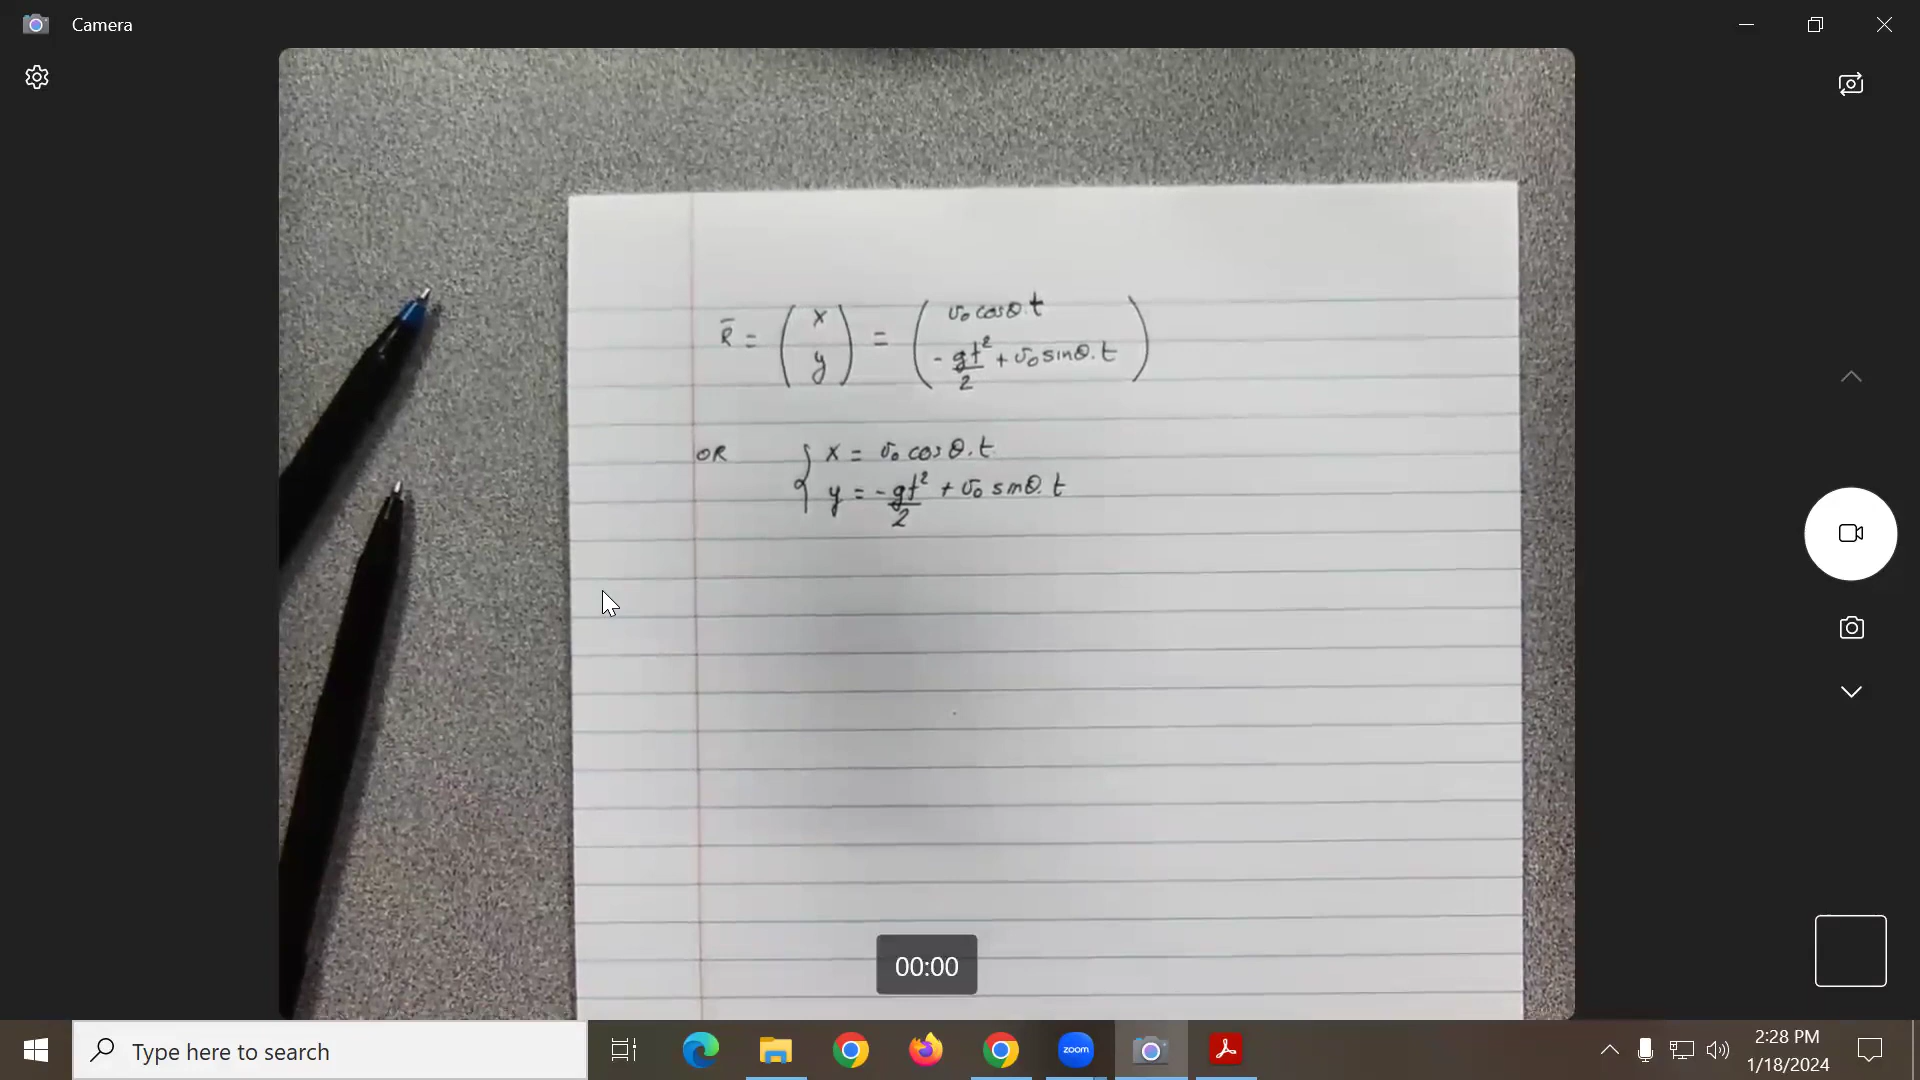 Camera
R̄ = (x y) = (v₀ cosθ.t
-gt²/2 + v₀ sinθ.t)
OR { x = v₀ cosθ.t
y = -gt²/2 + v₀ sinθ.t
00:00
Type here to search
zoom
2:28 PM
1/18/2024